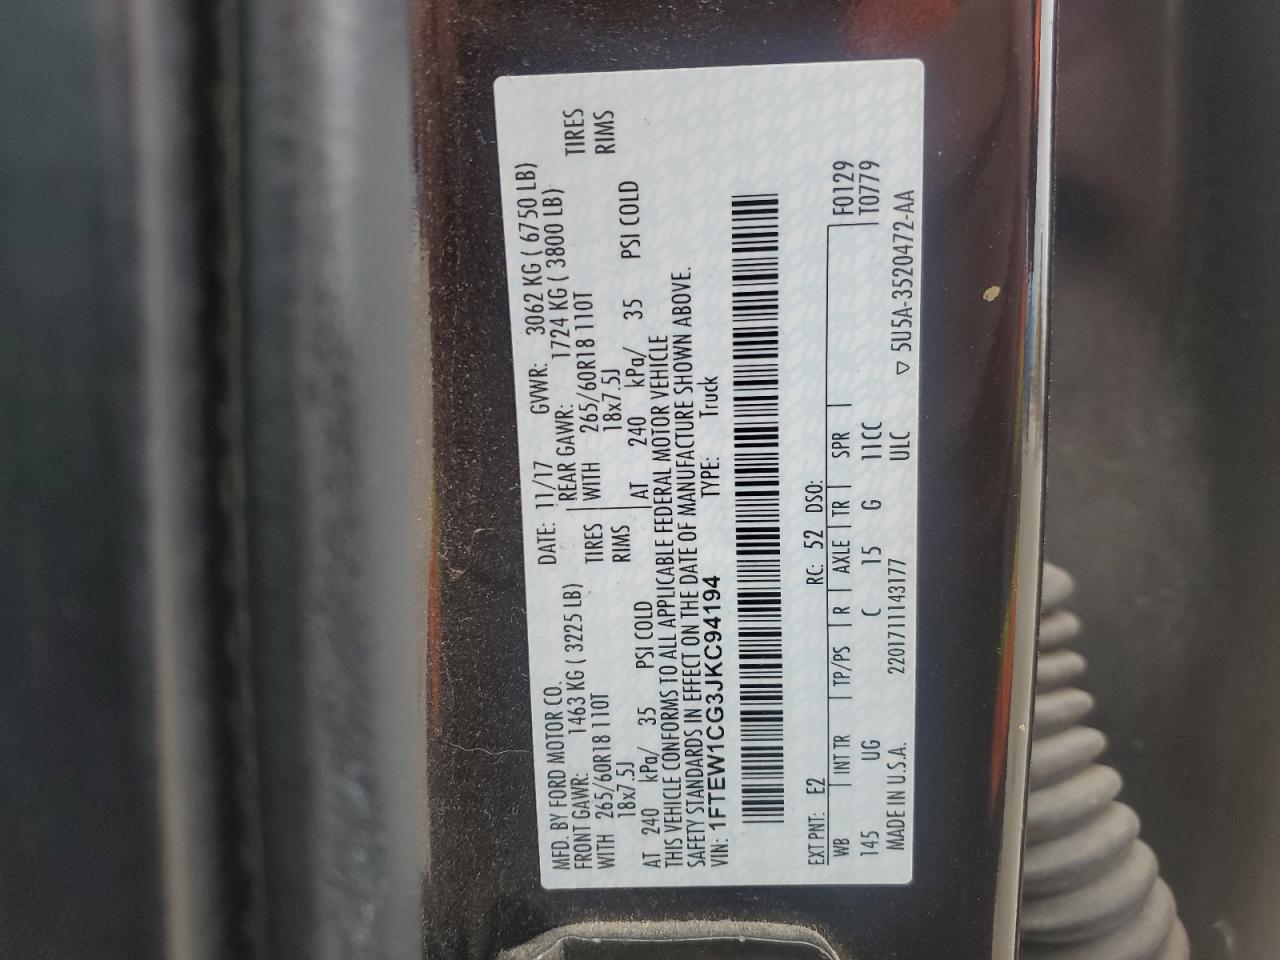 MFD. BY FORD MOTOR CO.
DATE: 11/17 GVWR: 3062 KG ( 6750 LB)
FRONT GAWR: 1463 KG ( 3225 LB) REAR GAWR: 1724 KG ( 3800 LB)
WITH 265/60R18 110T TIRES WITH 265/60R18 110T TIRES
18x7.5J RIMS 18x7.5J RIMS
AT 240 kPa/ 35 PSI COLD AT 240 kPa/ 35 PSI COLD
THIS VEHICLE CONFORMS TO ALL APPLICABLE FEDERAL MOTOR VEHICLE
SAFETY STANDARDS IN EFFECT ON THE DATE OF MANUFACTURE SHOWN ABOVE.
VIN: 1FTEW1CG3JKC94194 TYPE: Truck
EXT PNT: E2 RC: 52 DSO:
WB INT TR TP/PS R AXLE TR SPR F0129
145 UG C 15 G 11CC T0779
MADE IN U.S.A. 22017111143177 ULC ▽ 5U5A-3520472-AA